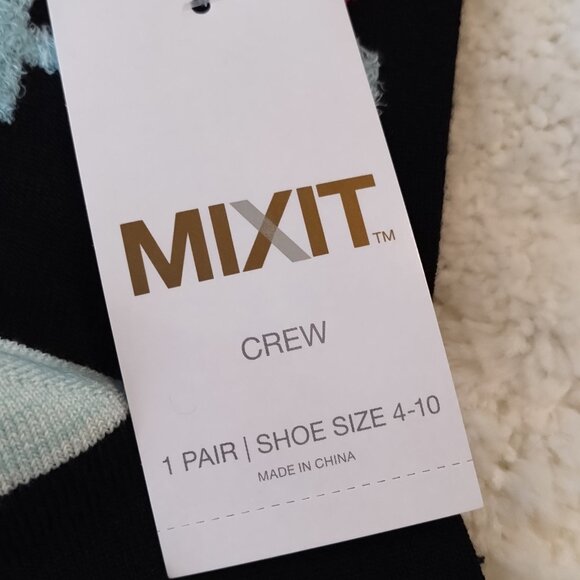 MIXIT™
CREW
1 PAIR | SHOE SIZE 4-10
MADE IN CHINA